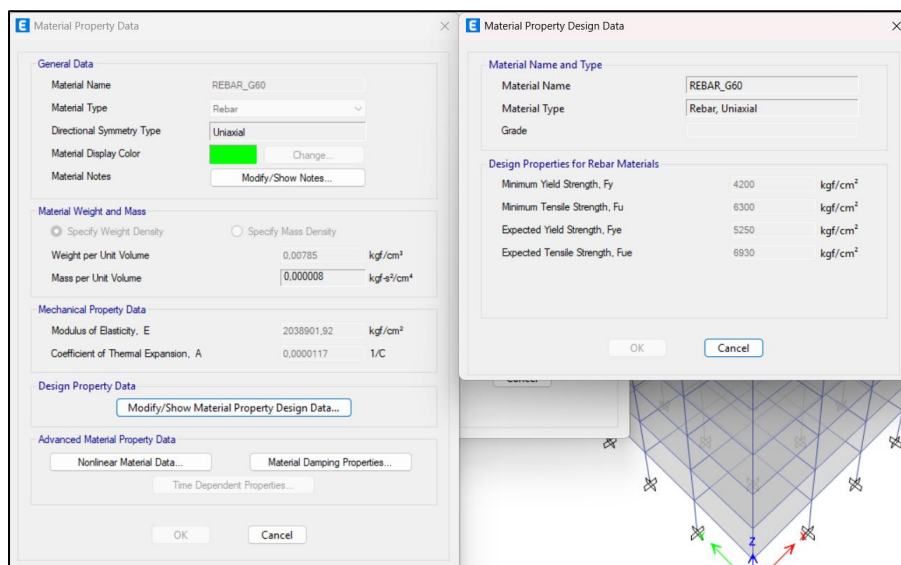 E Material Property Data
General Data
Material Name REBAR_G60
Material Type Rebar
Directional Symmetry Type Uniaxial
Material Display Color Change...
Material Notes Modify/Show Notes...
Material Weight and Mass
Specify Weight Density Specify Mass Density
Weight per Unit Volume 0,00785 kgf/cm³
Mass per Unit Volume 0,000008 kgf-s²/cm⁴
Mechanical Property Data
Modulus of Elasticity, E 2038901,92 kgf/cm²
Coefficient of Thermal Expansion, A 0,0000117 1/C
Design Property Data
Modify/Show Material Property Design Data...
Advanced Material Property Data
Nonlinear Material Data... Material Damping Properties...
Time Dependent Properties...
OK Cancel
E Material Property Design Data
Material Name and Type
Material Name REBAR_G60
Material Type Rebar, Uniaxial
Grade
Design Properties for Rebar Materials
Minimum Yield Strength, Fy 4200 kgf/cm²
Minimum Tensile Strength, Fu 6300 kgf/cm²
Expected Yield Strength, Fye 5250 kgf/cm²
Expected Tensile Strength, Fue 6930 kgf/cm²
OK Cancel
Cancel
Z